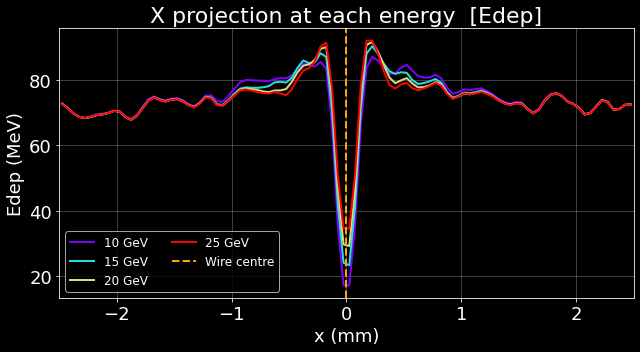 X projection at each energy  [Edep]
Edep (MeV)
80
60
40
20
10 GeV
15 GeV
20 GeV
25 GeV
Wire centre
−2
−1
0
1
2
x (mm)